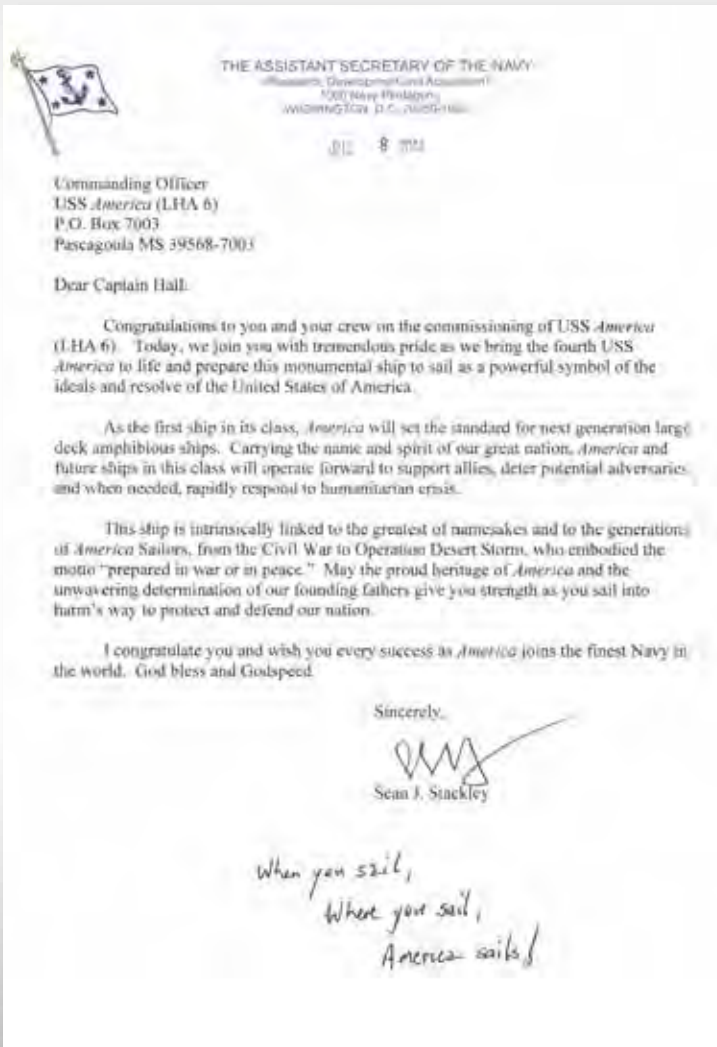 THE ASSISTANT SECRETARY OF THE NAVY
(Research, Development and Acquisition)
1000 Navy Pentagon
WASHINGTON, D.C.
8
Commanding Officer
USS America (LHA 6)
P.O. Box 7003
Pascagoula MS 39568-7003
Dear Captain Hall:
Congratulations to you and your crew on the commissioning of USS America
(LHA 6). Today, we join you with tremendous pride as we bring the fourth USS
America to life and prepare this monumental ship to sail as a powerful symbol of the
ideals and resolve of the United States of America.
As the first ship in its class, America will set the standard for next generation large
deck amphibious ships. Carrying the name and spirit of our great nation, America and
future ships in this class will operate forward to support allies, deter potential adversaries
and when needed, rapidly respond to humanitarian crisis.
This ship is intrinsically linked to the greatest of namesakes and to the generations
of America Sailors, from the Civil War to Operation Desert Storm, who embodied the
motto “prepared in war or in peace.” May the proud heritage of America and the
unwavering determination of our founding fathers give you strength as you sail into
harm’s way to protect and defend our nation.
I congratulate you and wish you every success as America joins the finest Navy in
the world. God bless and Godspeed.
Sincerely,
Sean J. Stackley
When you sail,
Where you sail,
America sails!